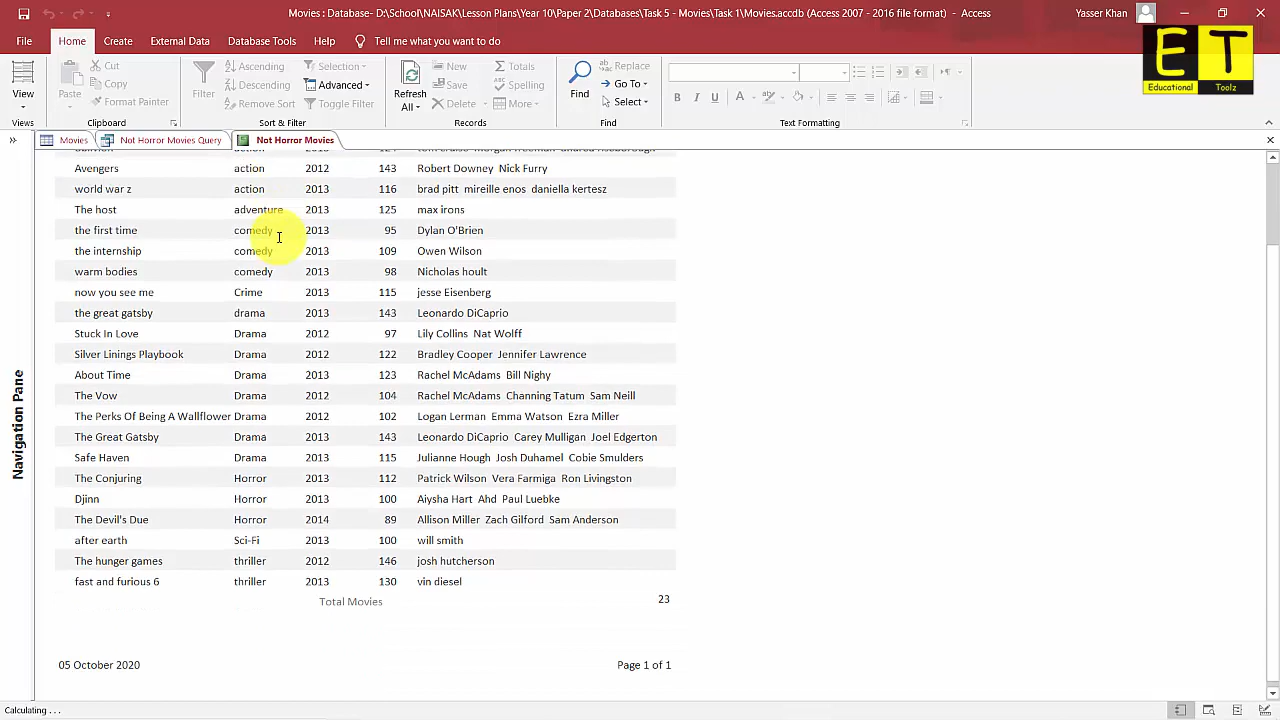 Movies : Database- D:\School\NAISAK\Lesson Plans\Year 10\Paper 2\Databases\Task 5 - Movies\Task 1\Movies.accdb (Access 2007 - 2016 file format) - Access
Yasser Khan
File Home Create External Data Database Tools Help Tell me what you want to do
ET
Educational Toolz
View
Views
Paste
Cut
Copy
Format Painter
Clipboard
Filter
Ascending
Descending
Remove Sort
Selection
Advanced
Toggle Filter
Sort & Filter
Refresh All
New
Save
Delete
Totals
Spelling
More
Records
Find
Replace
Go To
Select
Find
B I U A
Text Formatting
Movies Not Horror Movies Query Not Horror Movies
Navigation Pane
Avengers action 2012 143 Robert Downey Nick Furry
world war z action 2013 116 brad pitt mireille enos daniella kertesz
The host adventure 2013 125 max irons
the first time comedy 2013 95 Dylan O'Brien
the internship comedy 2013 109 Owen Wilson
warm bodies comedy 2013 98 Nicholas hoult
now you see me Crime 2013 115 jesse Eisenberg
the great gatsby drama 2013 143 Leonardo DiCaprio
Stuck In Love Drama 2012 97 Lily Collins Nat Wolff
Silver Linings Playbook Drama 2012 122 Bradley Cooper Jennifer Lawrence
About Time Drama 2013 123 Rachel McAdams Bill Nighy
The Vow Drama 2012 104 Rachel McAdams Channing Tatum Sam Neill
The Perks Of Being A Wallflower Drama 2012 102 Logan Lerman Emma Watson Ezra Miller
The Great Gatsby Drama 2013 143 Leonardo DiCaprio Carey Mulligan Joel Edgerton
Safe Haven Drama 2013 115 Julianne Hough Josh Duhamel Cobie Smulders
The Conjuring Horror 2013 112 Patrick Wilson Vera Farmiga Ron Livingston
Djinn Horror 2013 100 Aiysha Hart Ahd Paul Luebke
The Devil's Due Horror 2014 89 Allison Miller Zach Gilford Sam Anderson
after earth Sci-Fi 2013 100 will smith
The hunger games thriller 2012 146 josh hutcherson
fast and furious 6 thriller 2013 130 vin diesel
Total Movies 23
05 October 2020 Page 1 of 1
Calculating . . .